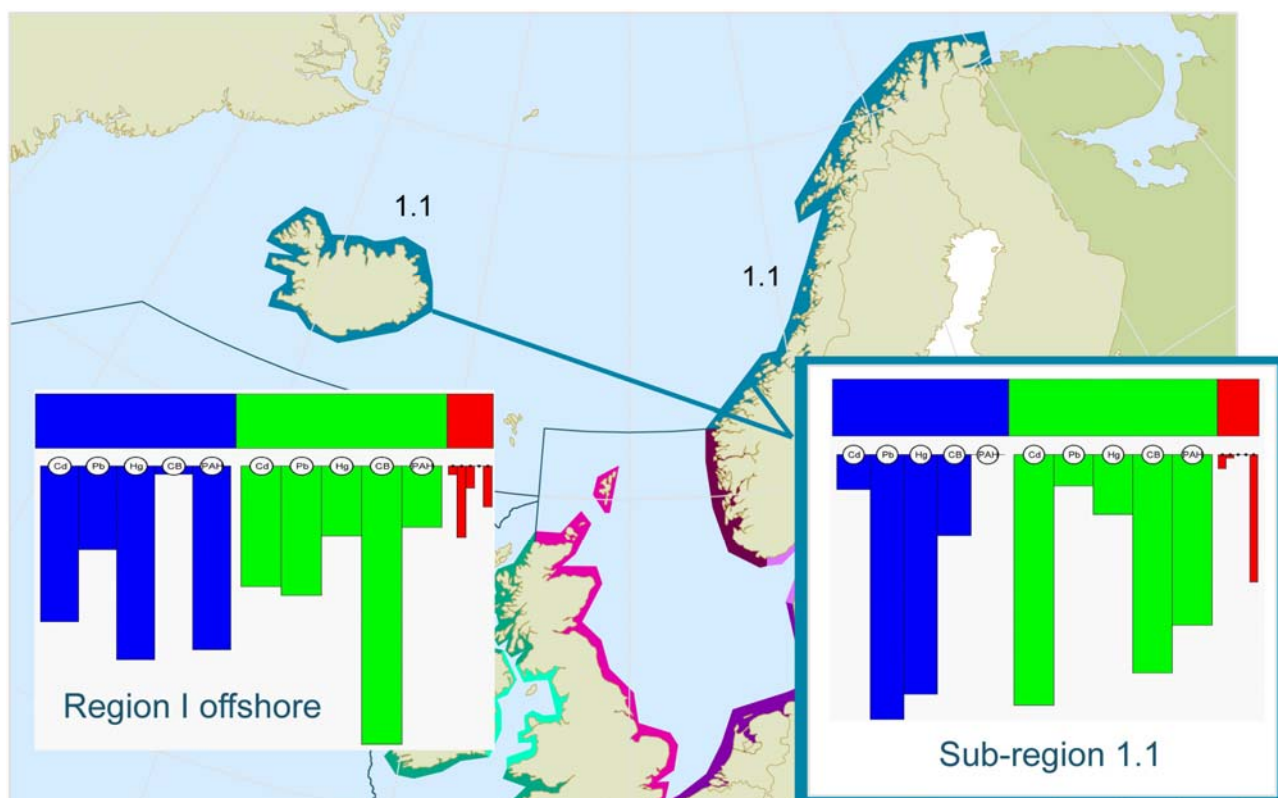 1.1
1.1
Cd Pb Hg CB PAH Cd Pb Hg CB PAH
Region I offshore
Cd Pb Hg CB PAH Cd Pb Hg CB PAH
Sub-region 1.1